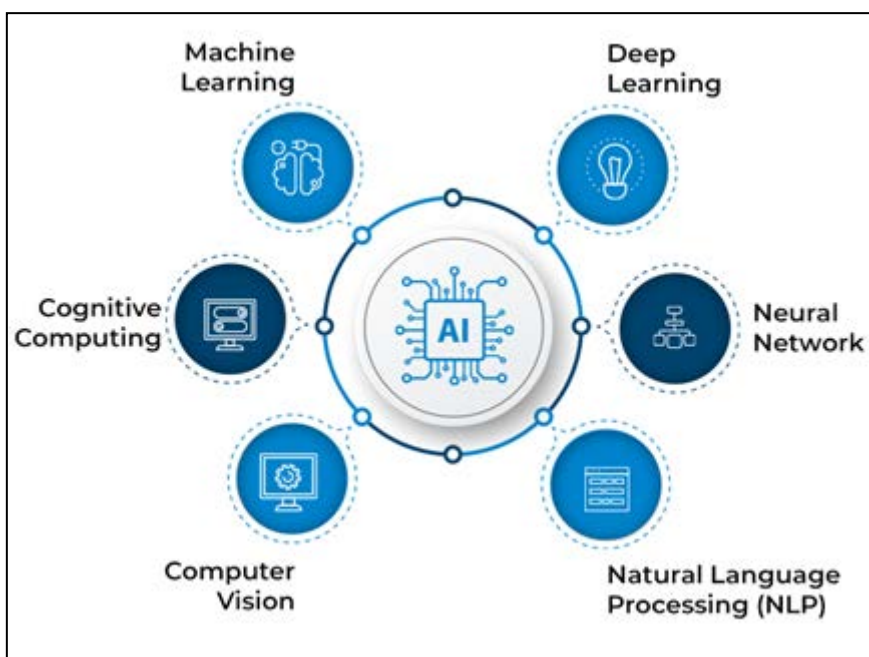 Machine
Learning
Deep
Learning
Cognitive
Computing
AI
Neural
Network
Computer
Vision
Natural Language
Processing (NLP)